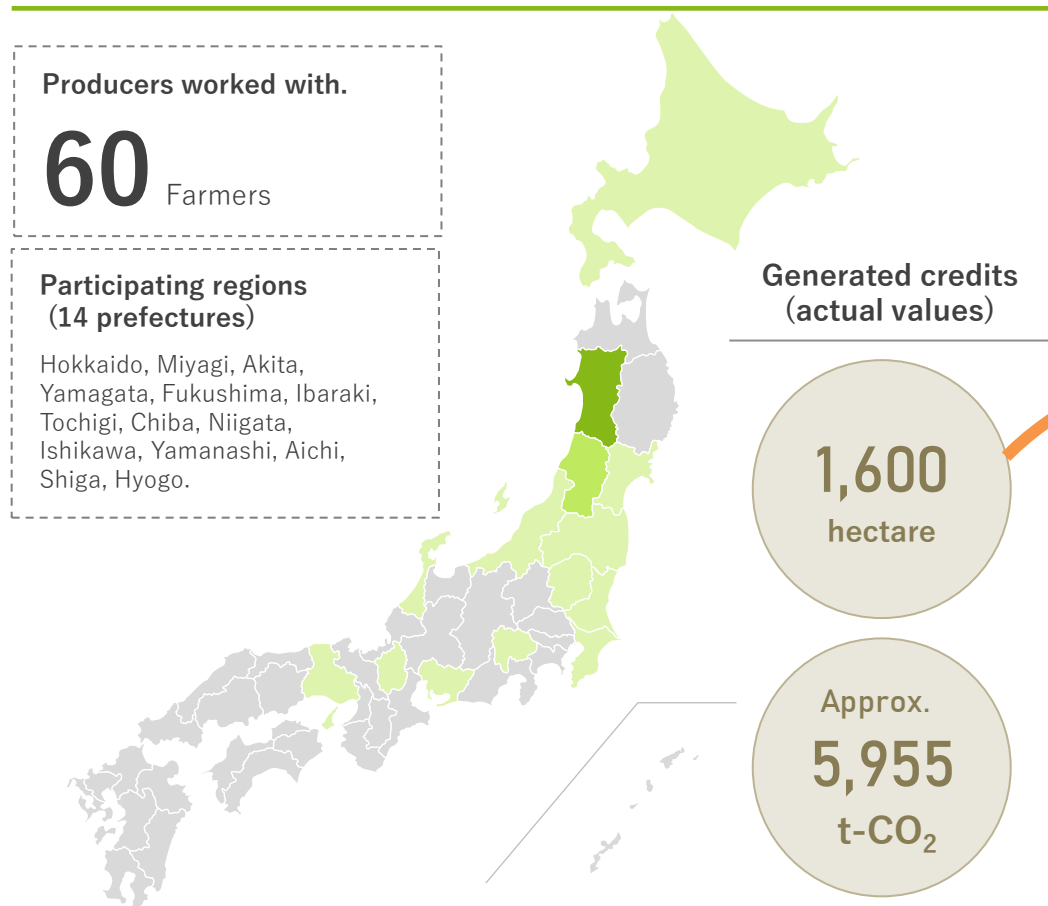 Producers worked with.
60 Farmers
Participating regions
(14 prefectures)
Hokkaido, Miyagi, Akita,
Yamagata, Fukushima, Ibaraki,
Tochigi, Chiba, Niigata,
Ishikawa, Yamanashi, Aichi,
Shiga, Hyogo.
Generated credits
(actual values)
1,600
hectare
Approx.
5,955
t-CO₂